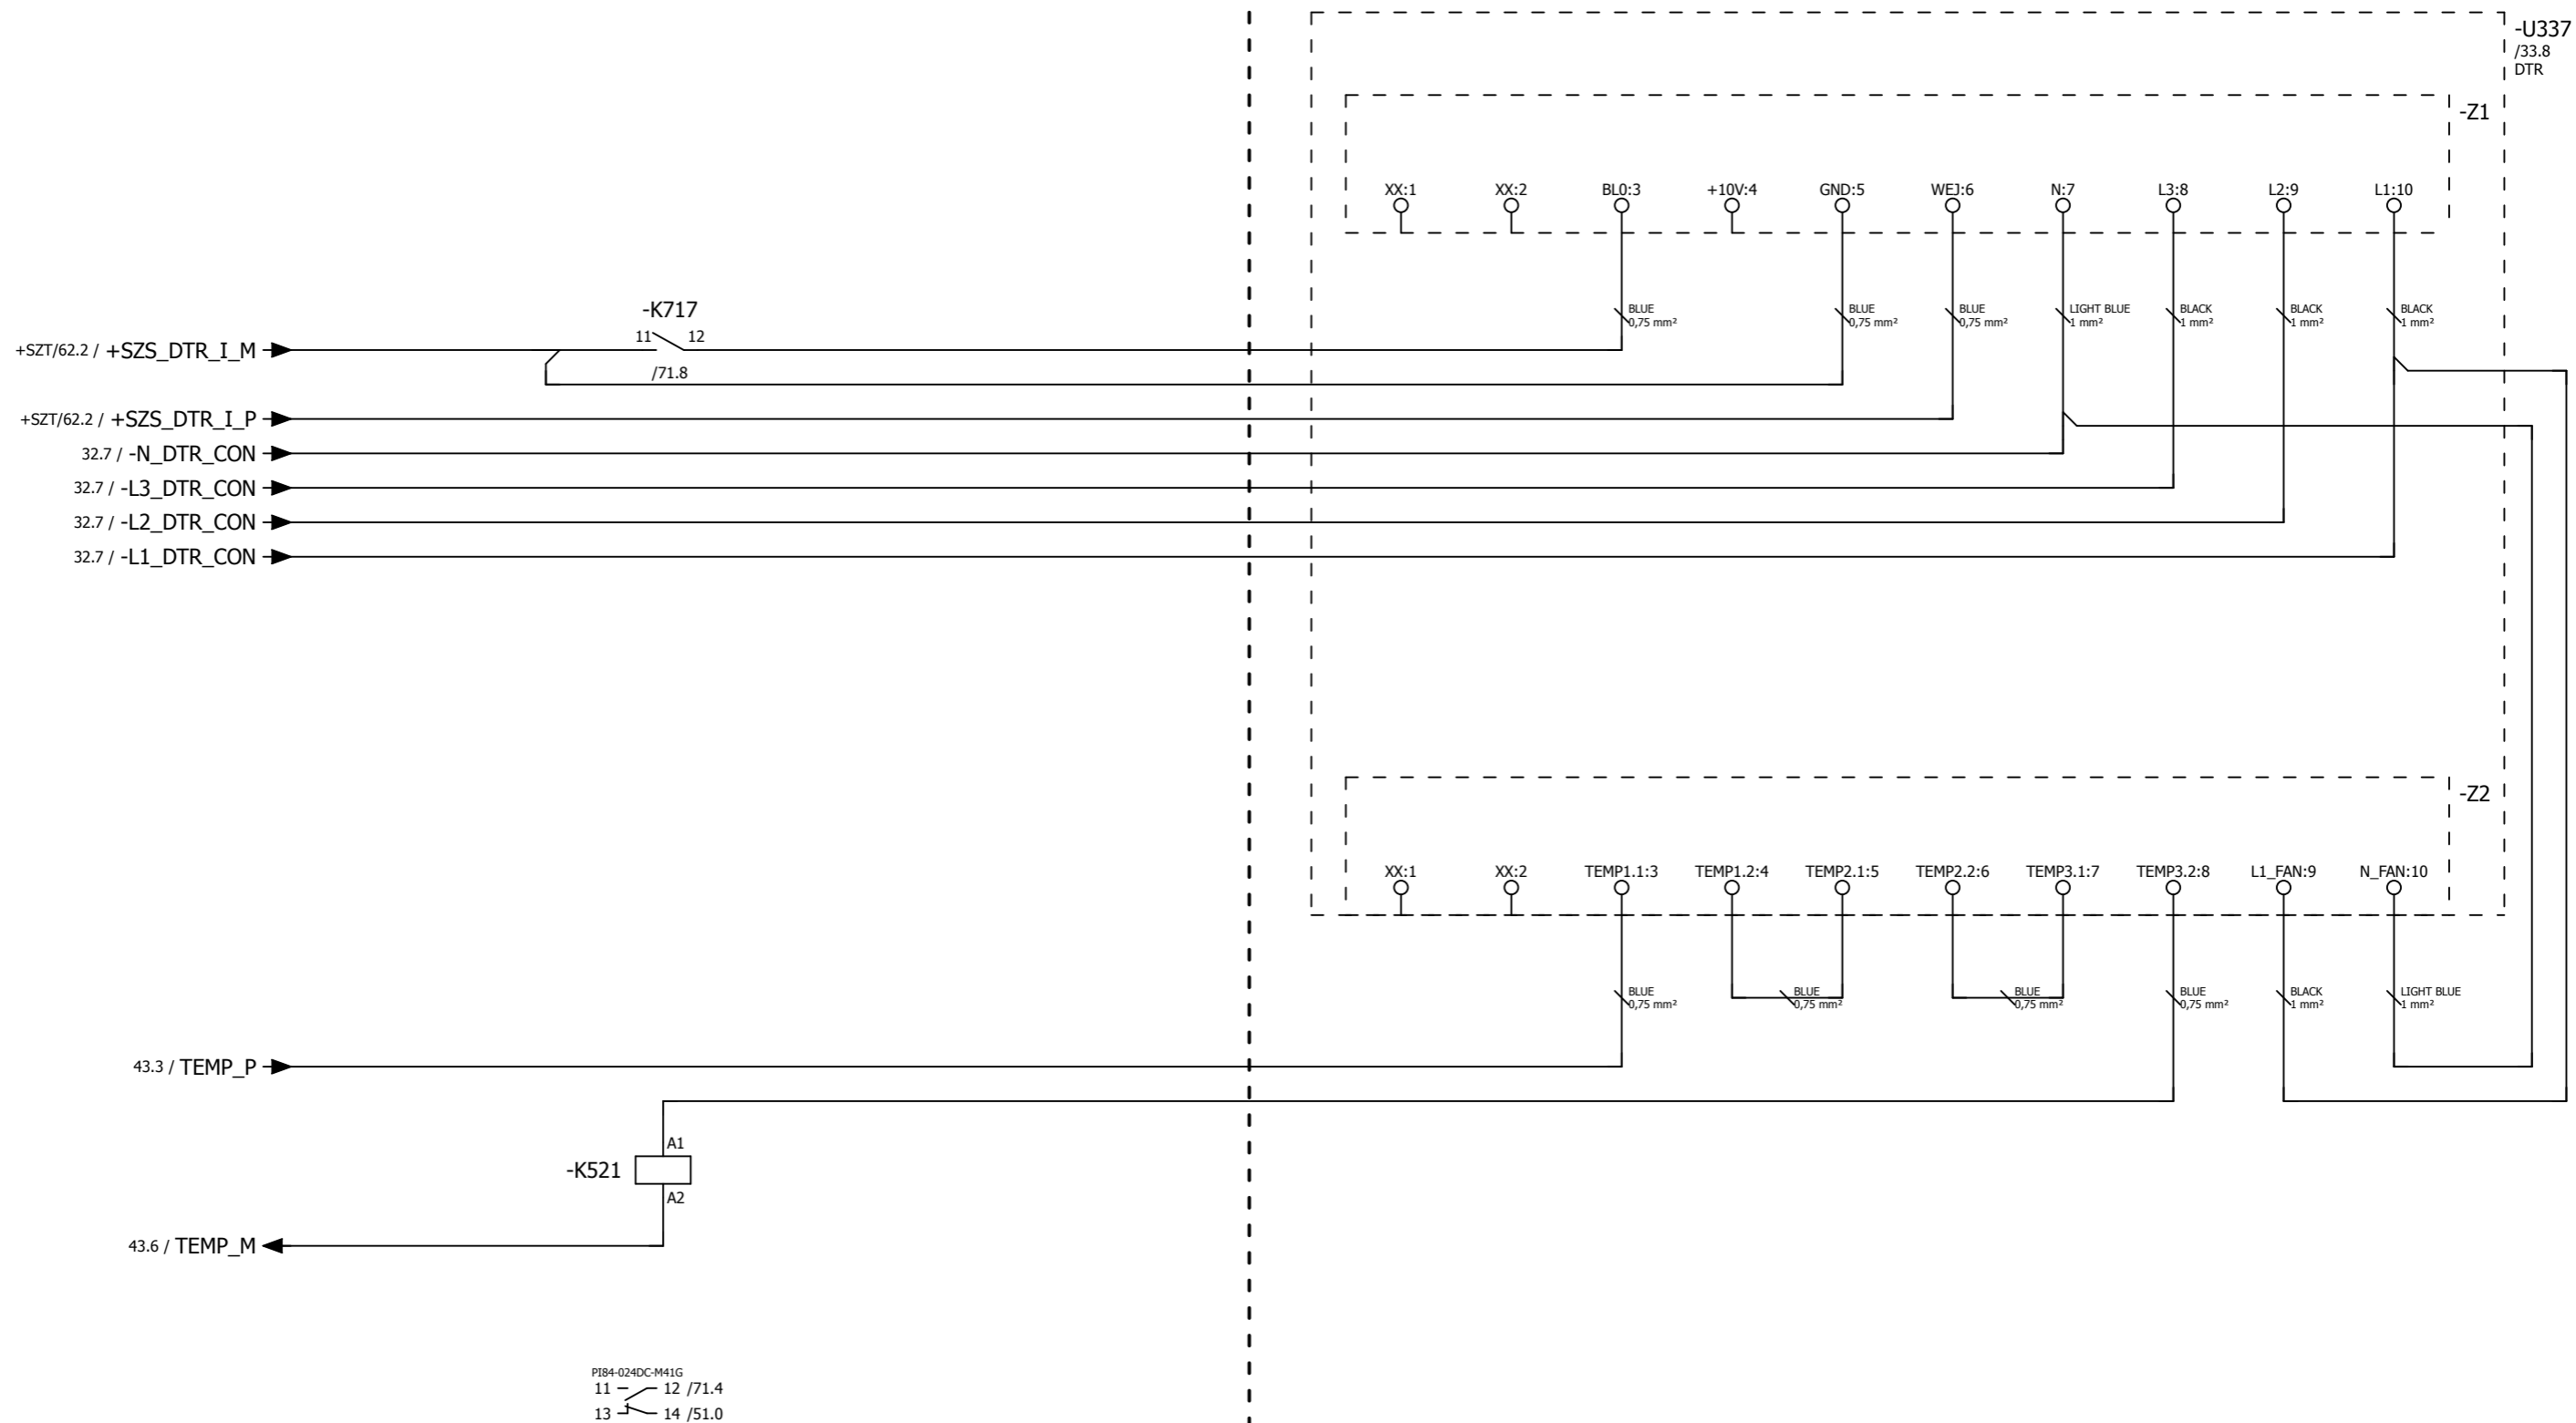 -U337
/33.8
DTR
-Z1
XX:1 XX:2 BL0:3 +10V:4 GND:5 WEJ:6 N:7 L3:8 L2:9 L1:10
BLUE BLUE BLUE LIGHT BLUE BLACK BLACK BLACK
0,75 mm² 0,75 mm² 0,75 mm² 1 mm² 1 mm² 1 mm² 1 mm²
-K717
11 12
+SZT/62.2 / +SZS_DTR_I_M
/71.8
+SZT/62.2 / +SZS_DTR_I_P
32.7 / -N_DTR_CON
32.7 / -L3_DTR_CON
32.7 / -L2_DTR_CON
32.7 / -L1_DTR_CON
-Z2
XX:1 XX:2 TEMP1.1:3 TEMP1.2:4 TEMP2.1:5 TEMP2.2:6 TEMP3.1:7 TEMP3.2:8 L1_FAN:9 N_FAN:10
BLUE BLUE BLUE BLUE BLACK LIGHT BLUE
0,75 mm² 0,75 mm² 0,75 mm² 0,75 mm² 1 mm² 1 mm²
43.3 / TEMP_P
A1
-K521
A2
43.6 / TEMP_M
PI84-024DC-M41G
11 12 /71.4
13 14 /51.0